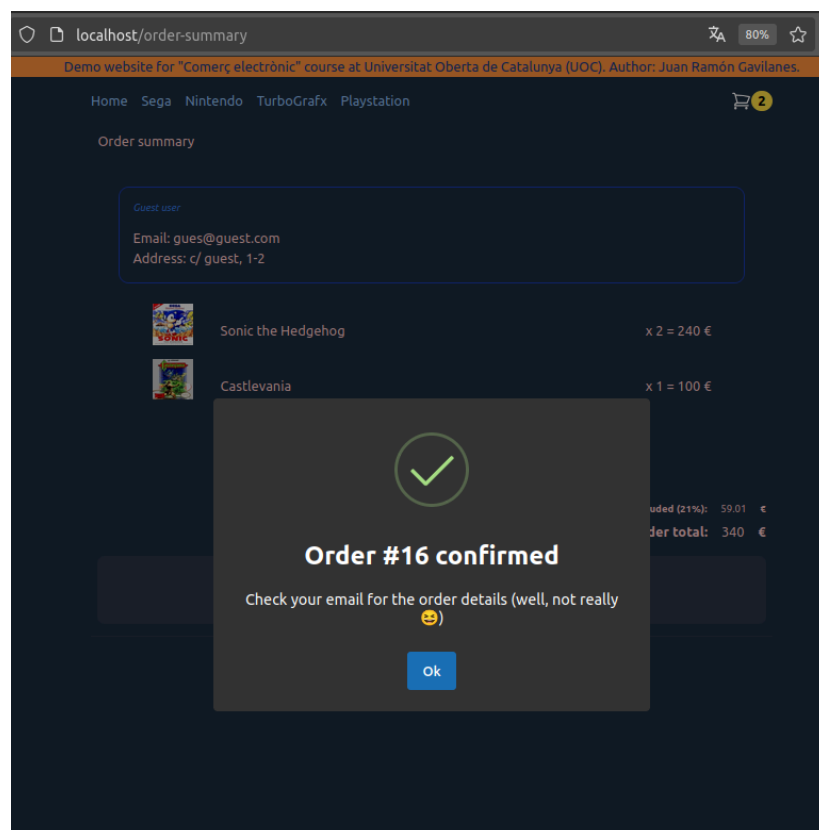 localhost/order-summary
80%
Demo website for "Comerç electrònic" course at Universitat Oberta de Catalunya (UOC). Author: Juan Ramón Gavilanes.
Home Sega Nintendo TurboGrafx Playstation
2
Order summary
Guest user
Email: gues@guest.com
Address: c/ guest, 1-2
SONIC
Sonic the Hedgehog x 2 = 240 €
Castlevania x 1 = 100 €
uded (21%): 59.01 €
der total: 340 €
Order #16 confirmed
Check your email for the order details (well, not really
😆)
Ok